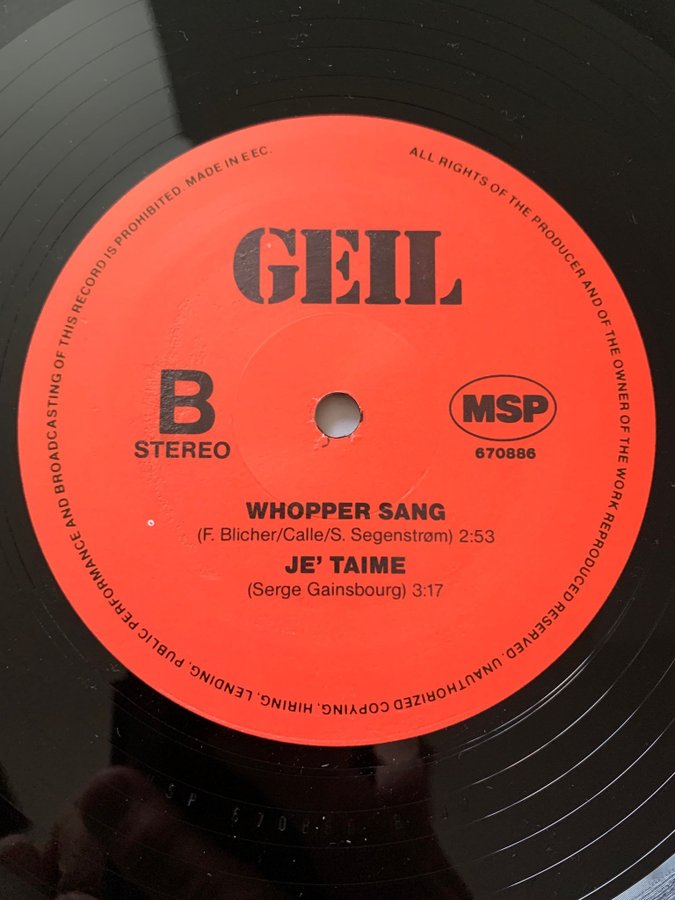 GEIL
B
STEREO
MSP
670886
WHOPPER SANG
(F. Blicher/Calle/S. Segenstrøm) 2:53
JE' TAIME
(Serge Gainsbourg) 3:17
ALL RIGHTS OF THE PRODUCER AND OF THE OWNER OF THE WORK REPRODUCED RESERVED. UNAUTHORIZED COPYING, HIRING, LENDING, PUBLIC PERFORMANCE AND BROADCASTING OF THIS RECORD IS PROHIBITED. MADE IN EEC.